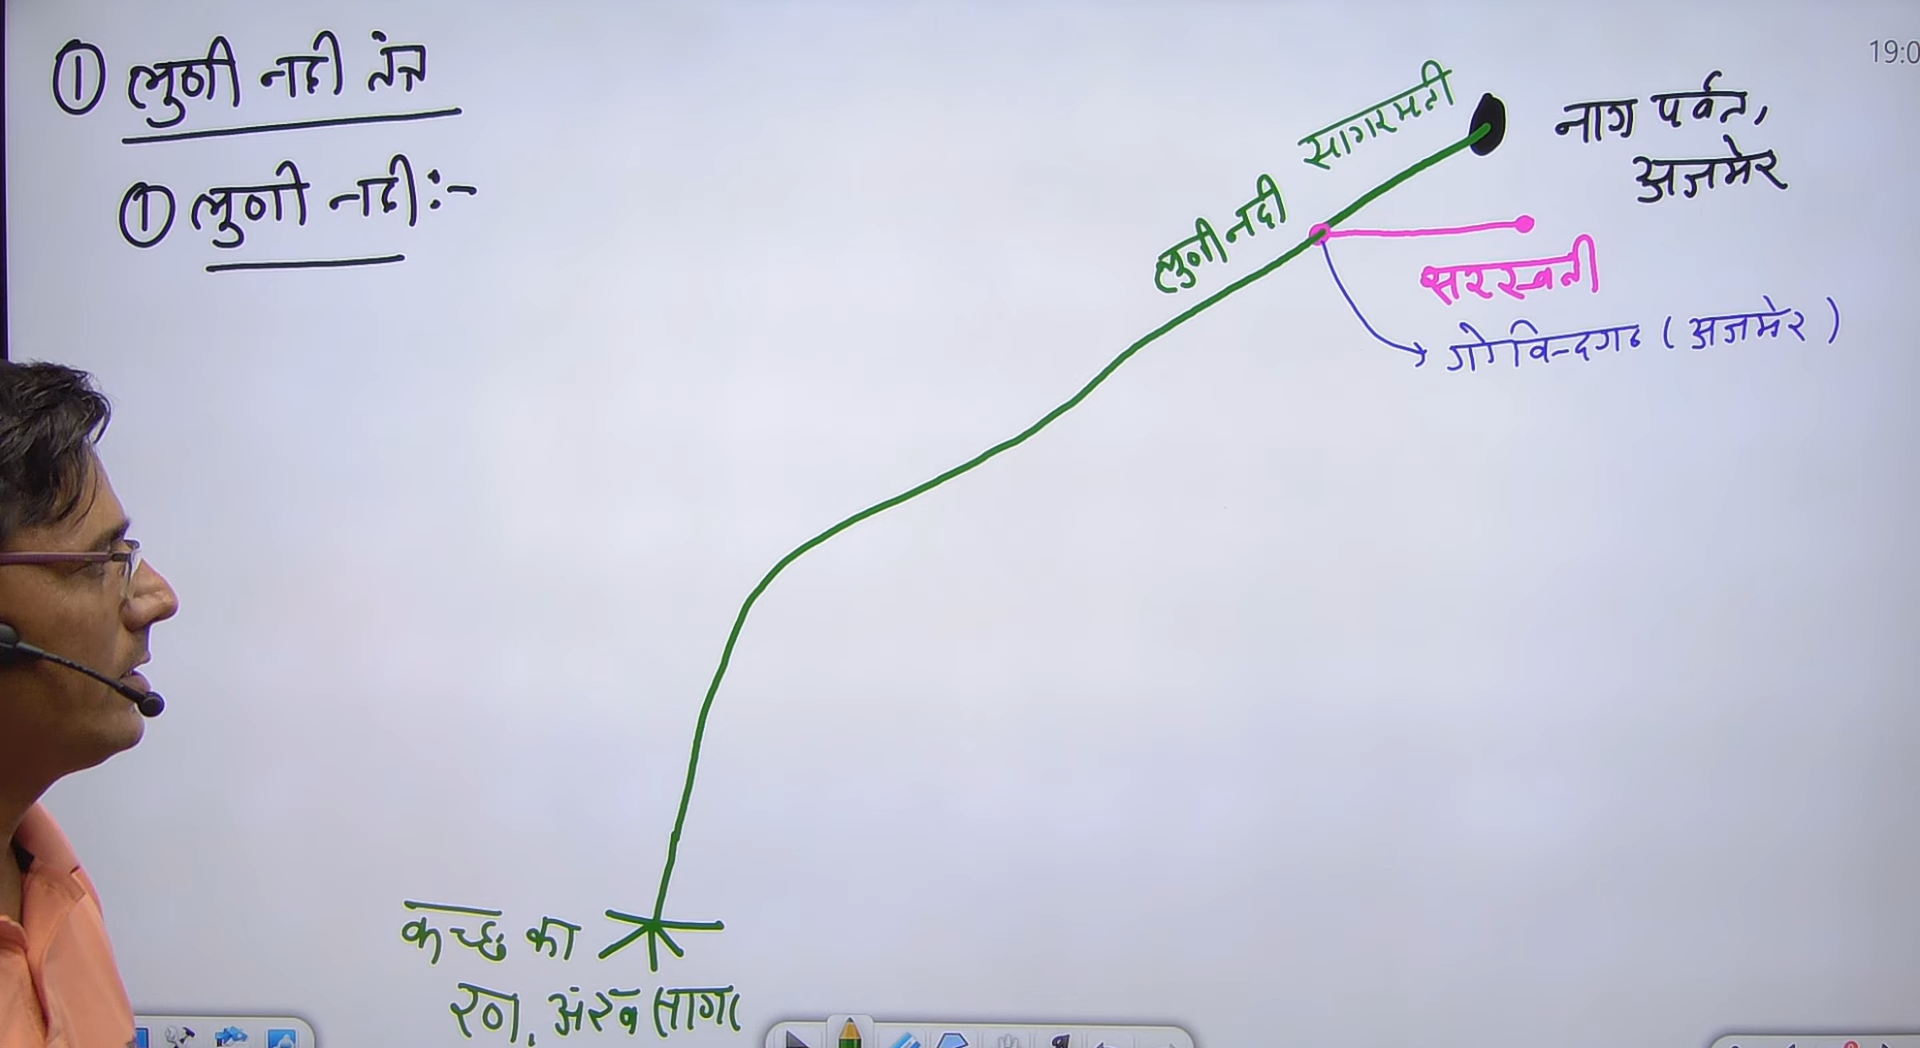 ① लुणी नदी तंत्र
① लुणी नदी:-
19:0
सागरमती
नाग पर्वत,
अजमेर
लुनी नदी
सरस्वती
गोविन्दगढ (अजमेर)
कच्छ का
रण, अरब सागर